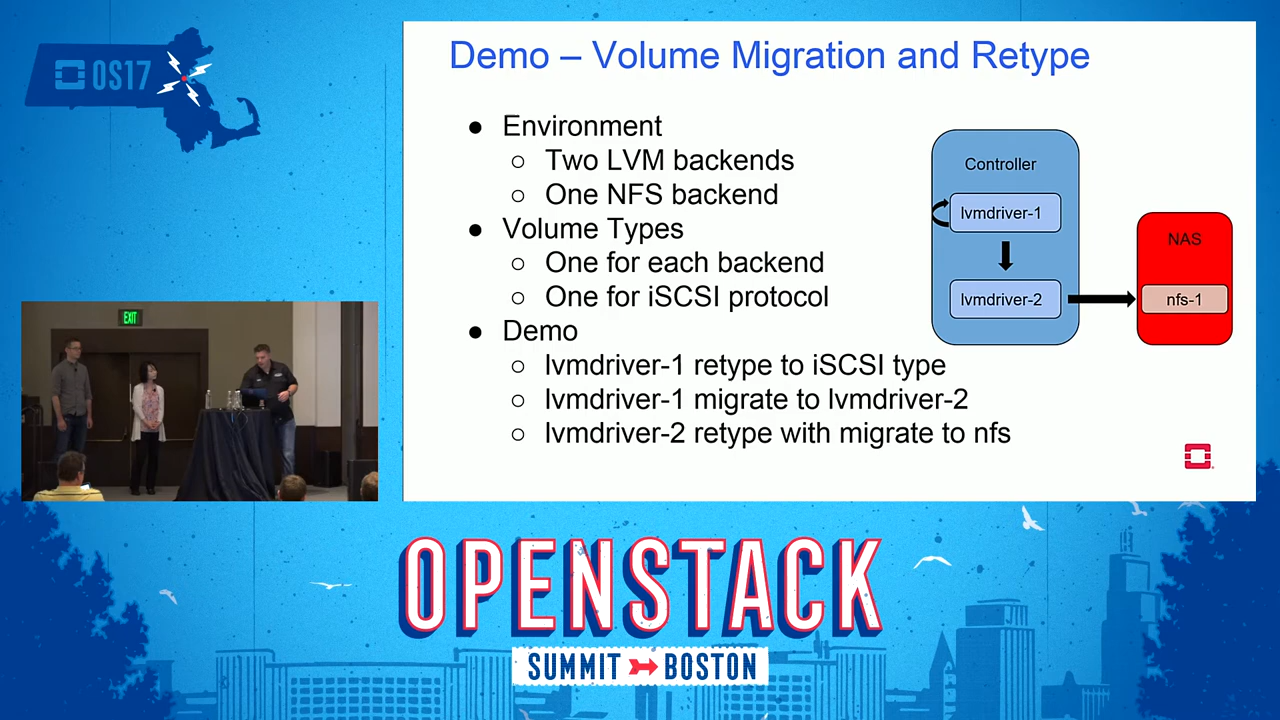 OS17
Demo – Volume Migration and Retype
● Environment
○ Two LVM backends
○ One NFS backend
● Volume Types
○ One for each backend
○ One for iSCSI protocol
● Demo
○ lvmdriver-1 retype to iSCSI type
○ lvmdriver-1 migrate to lvmdriver-2
○ lvmdriver-2 retype with migrate to nfs
Controller
lvmdriver-1
lvmdriver-2
NAS
nfs-1
EXIT
OPENSTACK
SUMMIT BOSTON